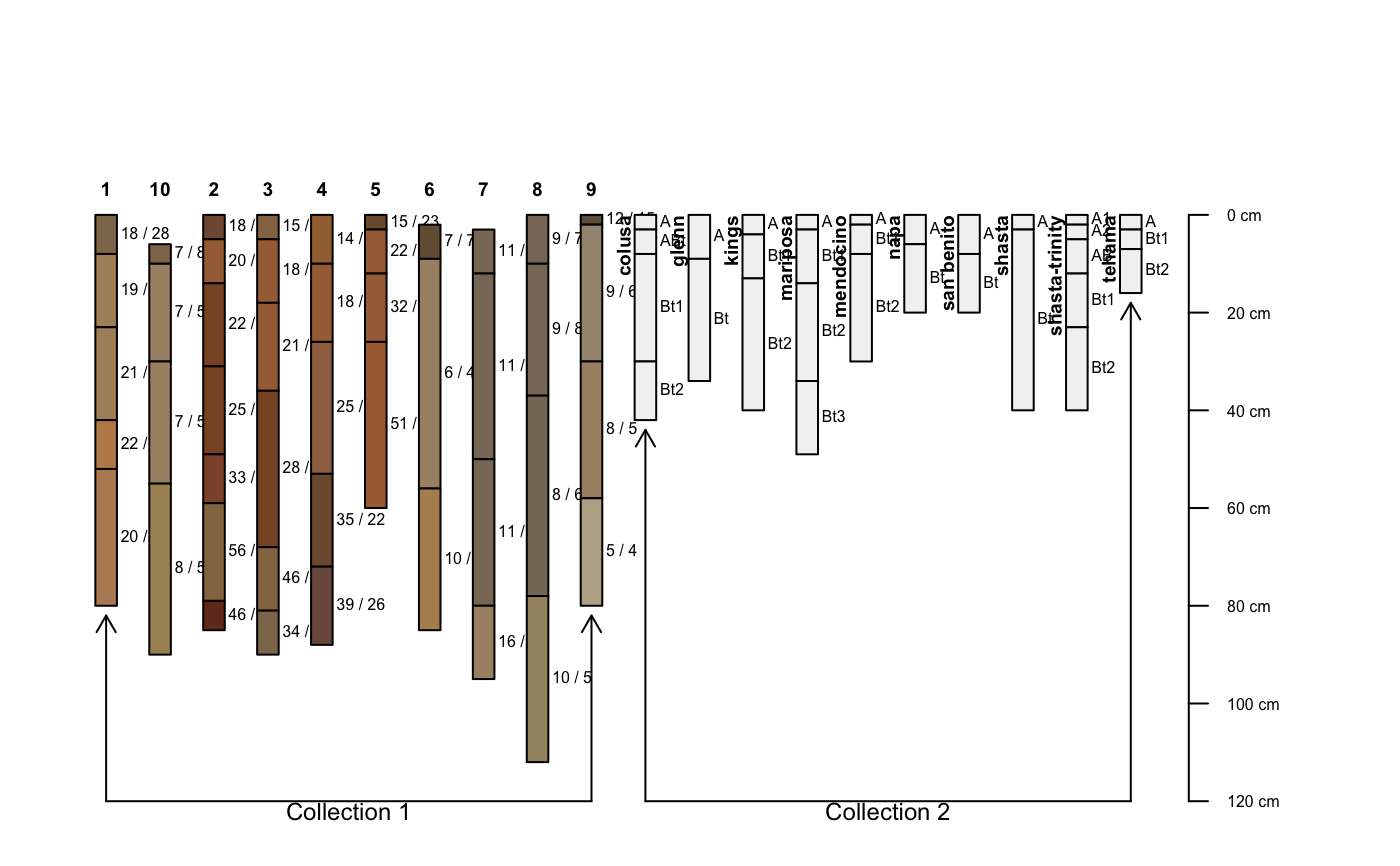 1 10 2 3 4 5 6 7 8 9
18 / 28
19 /
21 /
22 /
20 /
7 / 8
7 / 5
7 / 5
8 / 5
18 /
20 /
22 /
25 /
33 /
56 /
46 /
15 /
18 /
21 /
28 /
46 /
34 /
14 /
18 /
25 /
35 / 22
39 / 26
15 / 23
22 /
32 /
51 /
7 / 7
6 / 4
10 /
11 /
11 /
11 /
16 /
9 / 7
9 / 8
8 / 6
10 / 5
9 / 6
8 / 5
5 / 4
colusa
A
Bt1
Bt2
glenn
A
Bt
kings
Bt2
mariposa
A
Bt2
Bt3
mendocino
A
Bt2
napa
A
Bt
san benito
A
Bt
shasta
A
shasta-trinity
A1
Bt1
Bt2
tehama
A
Bt1
Bt2
0 cm
20 cm
40 cm
60 cm
80 cm
100 cm
120 cm
Collection 1
Collection 2